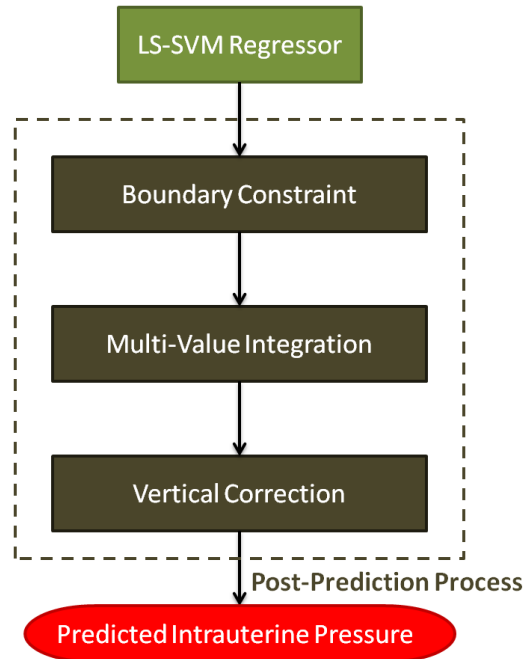 LS-SVM Regressor
Boundary Constraint
Multi-Value Integration
Vertical Correction
Post-Prediction Process
Predicted Intrauterine Pressure